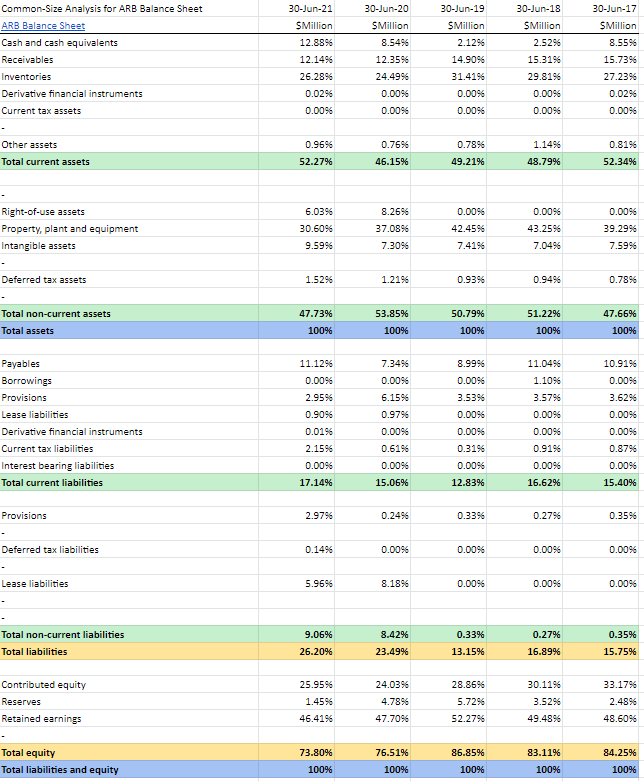 Common-Size Analysis for ARB Balance Sheet 30-Jun-21 30-Jun-20 30-Jun-19 30-Jun-18 30-Jun-17
ARB Balance Sheet $Million $Million $Million $Million $Million
Cash and cash equivalents 12.88% 8.54% 2.12% 2.52% 8.55%
Receivables 12.14% 12.35% 14.90% 15.31% 15.73%
Inventories 26.28% 24.49% 31.41% 29.81% 27.23%
Derivative financial instruments 0.02% 0.00% 0.00% 0.00% 0.02%
Current tax assets 0.00% 0.00% 0.00% 0.00% 0.00%
-
Other assets 0.96% 0.76% 0.78% 1.14% 0.81%
Total current assets 52.27% 46.15% 49.21% 48.79% 52.34%
-
Right-of-use assets 6.03% 8.26% 0.00% 0.00% 0.00%
Property, plant and equipment 30.60% 37.08% 42.45% 43.25% 39.29%
Intangible assets 9.59% 7.30% 7.41% 7.04% 7.59%
-
Deferred tax assets 1.52% 1.21% 0.93% 0.94% 0.78%
-
Total non-current assets 47.73% 53.85% 50.79% 51.22% 47.66%
Total assets 100% 100% 100% 100% 100%
Payables 11.12% 7.34% 8.99% 11.04% 10.91%
Borrowings 0.00% 0.00% 0.00% 1.10% 0.00%
Provisions 2.95% 6.15% 3.53% 3.57% 3.62%
Lease liabilities 0.90% 0.97% 0.00% 0.00% 0.00%
Derivative financial instruments 0.01% 0.00% 0.00% 0.00% 0.00%
Current tax liabilities 2.15% 0.61% 0.31% 0.91% 0.87%
Interest bearing liabilities 0.00% 0.00% 0.00% 0.00% 0.00%
Total current liabilities 17.14% 15.06% 12.83% 16.62% 15.40%
Provisions 2.97% 0.24% 0.33% 0.27% 0.35%
-
Deferred tax liabilities 0.14% 0.00% 0.00% 0.00% 0.00%
-
Lease liabilities 5.96% 8.18% 0.00% 0.00% 0.00%
-
-
Total non-current liabilities 9.06% 8.42% 0.33% 0.27% 0.35%
Total liabilities 26.20% 23.49% 13.15% 16.89% 15.75%
Contributed equity 25.95% 24.03% 28.86% 30.11% 33.17%
Reserves 1.45% 4.78% 5.72% 3.52% 2.48%
Retained earnings 46.41% 47.70% 52.27% 49.48% 48.60%
-
Total equity 73.80% 76.51% 86.85% 83.11% 84.25%
Total liabilities and equity 100% 100% 100% 100% 100%